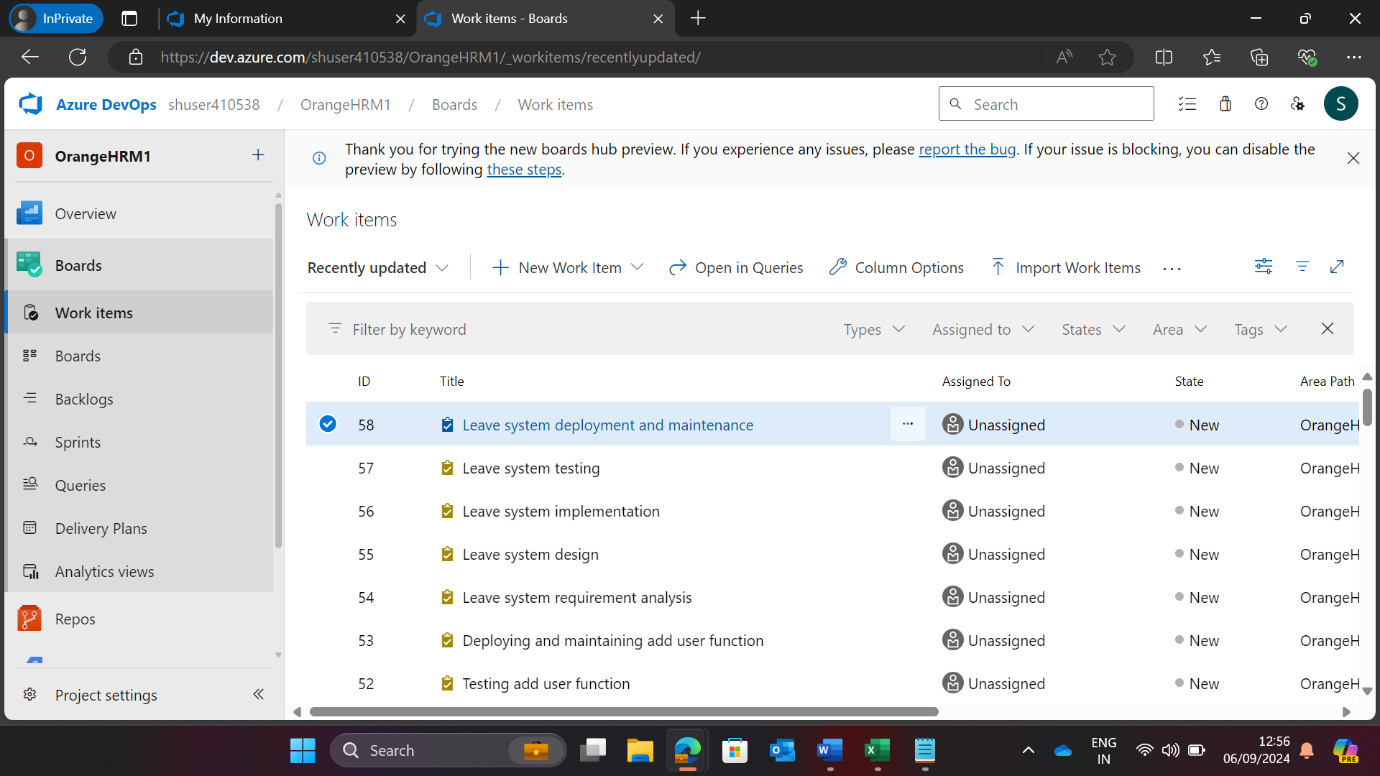 InPrivate
My Information
Work items - Boards
https://dev.azure.com/shuser410538/OrangeHRM1/_workitems/recentlyupdated/
Azure DevOps shuser410538 / OrangeHRM1 / Boards / Work items
Search
S
O OrangeHRM1
Thank you for trying the new boards hub preview. If you experience any issues, please report the bug. If your issue is blocking, you can disable the
preview by following these steps.
Overview
Boards
Work items
Boards
Backlogs
Sprints
Queries
Delivery Plans
Analytics views
Repos
Project settings
Work items
Recently updated New Work Item Open in Queries Column Options Import Work Items
Filter by keyword Types Assigned to States Area Tags
ID Title Assigned To State Area Path
58 Leave system deployment and maintenance Unassigned New OrangeH
57 Leave system testing Unassigned New OrangeH
56 Leave system implementation Unassigned New OrangeH
55 Leave system design Unassigned New OrangeH
54 Leave system requirement analysis Unassigned New OrangeH
53 Deploying and maintaining add user function Unassigned New OrangeH
52 Testing add user function Unassigned New OrangeH
Search
ENG
IN
12:56
06/09/2024
PRE